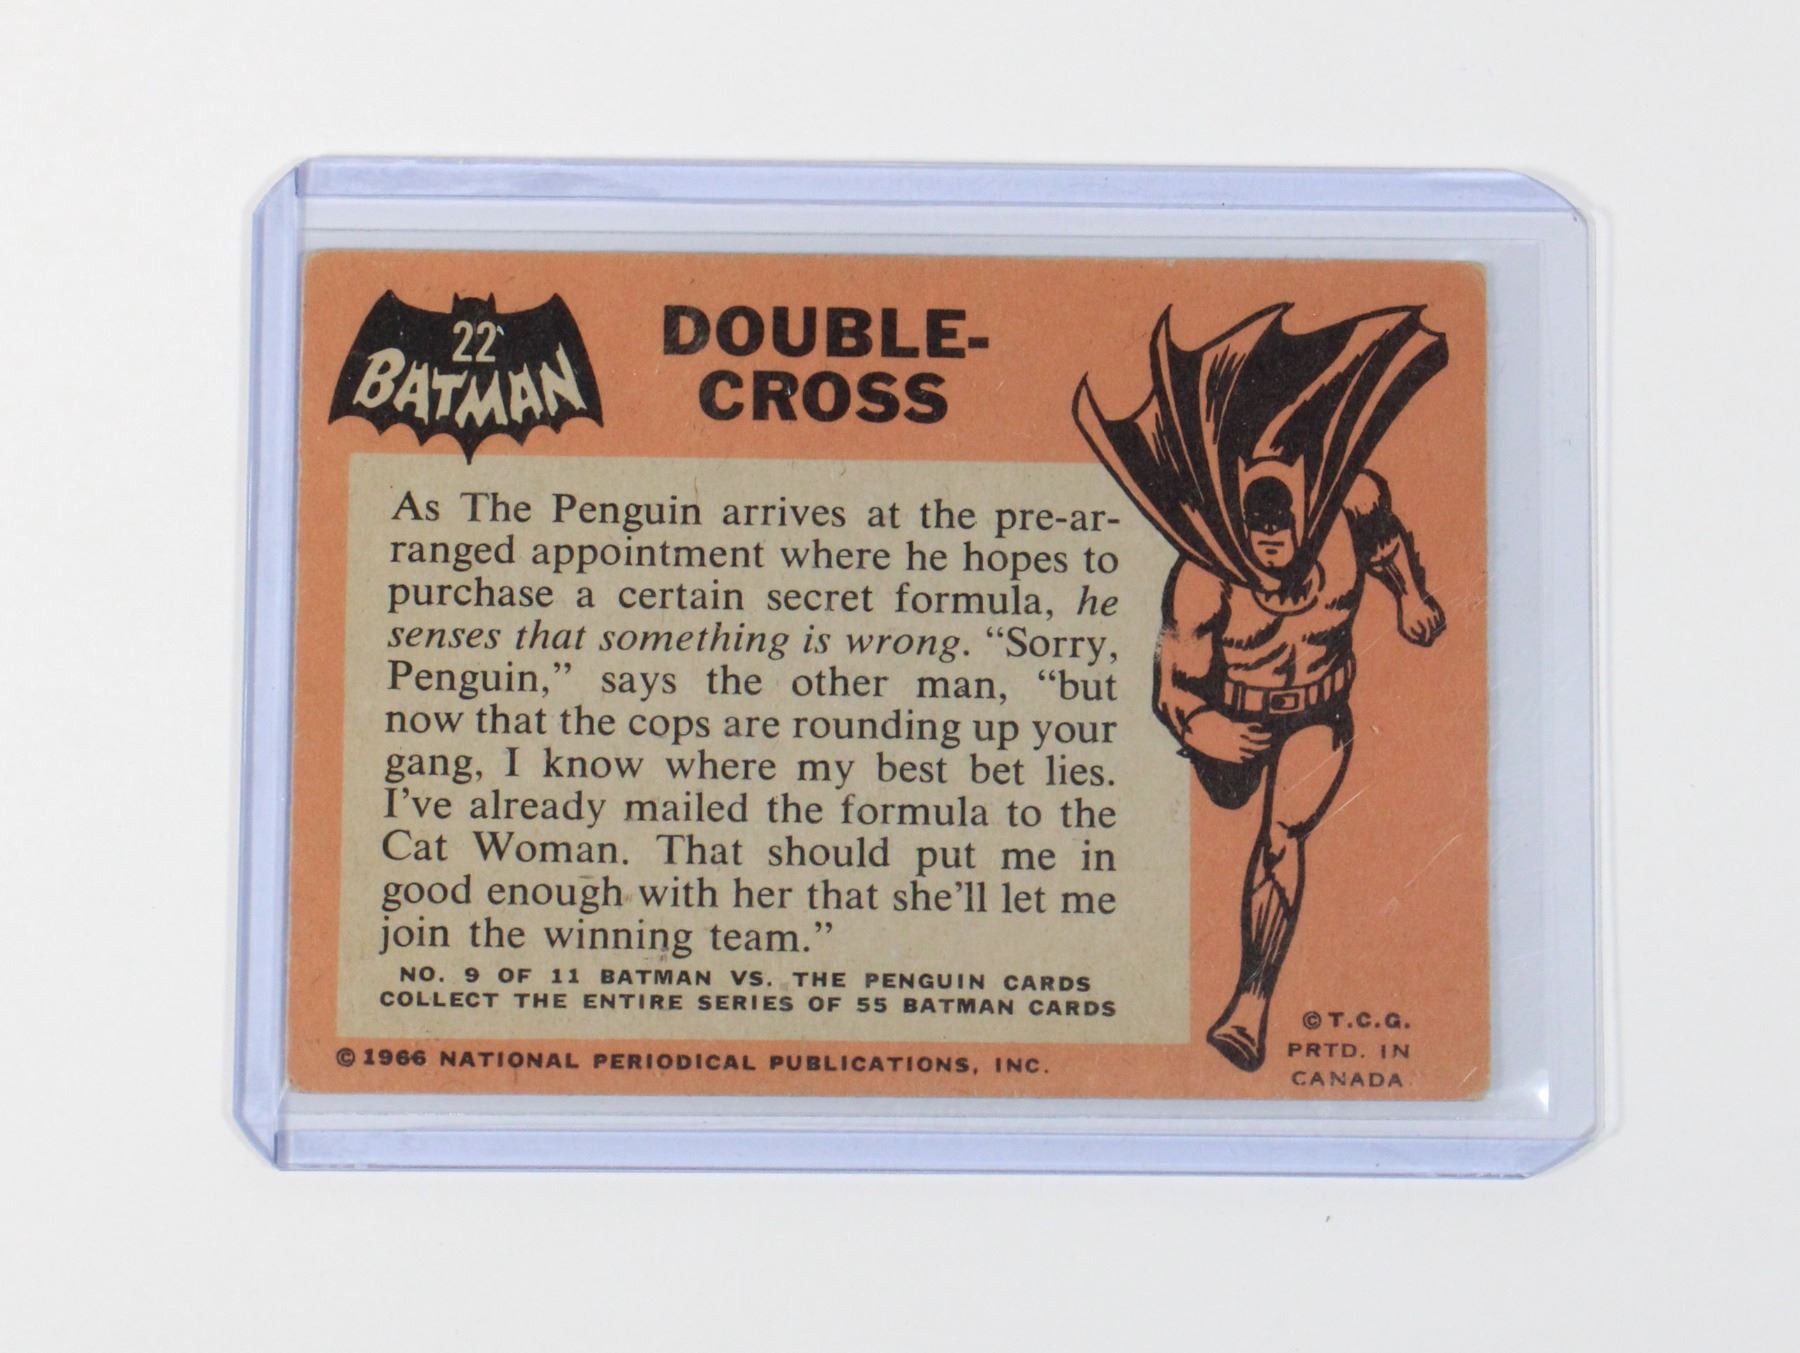 22
BATMAN
DOUBLE-
CROSS
As The Penguin arrives at the pre-ar-
ranged appointment where he hopes to
purchase a certain secret formula, he
senses that something is wrong. “Sorry,
Penguin,” says the other man, “but
now that the cops are rounding up your
gang, I know where my best bet lies.
I’ve already mailed the formula to the
Cat Woman. That should put me in
good enough with her that she’ll let me
join the winning team.”
NO. 9 OF 11 BATMAN VS. THE PENGUIN CARDS
COLLECT THE ENTIRE SERIES OF 55 BATMAN CARDS
© 1966 NATIONAL PERIODICAL PUBLICATIONS, INC.
© T.C.G.
PRTD. IN
CANADA